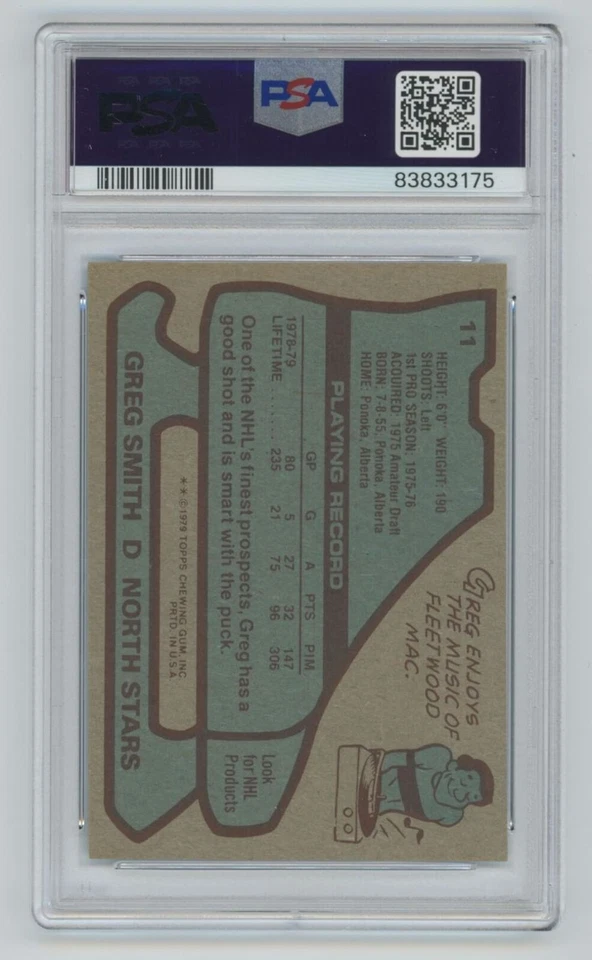 PSA
PSA
83833175
11
HEIGHT: 6'0" WEIGHT: 190
SHOOTS: Left
1st PRO SEASON: 1975-76
ACQUIRED: 1975 Amateur Draft
BORN: 7-8-55, Ponoka, Alberta
HOME: Ponoka, Alberta
GREG ENJOYS
THE MUSIC OF
FLEETWOOD
MAC.
PLAYING RECORD
GP G A PTS PIM
1978-79 80 5 27 32 147
LIFETIME ........ 235 21 75 96 306
One of the NHL's finest prospects, Greg has a
good shot and is smart with the puck.
Look
for NHL
Products
**© 1979 TOPPS CHEWING GUM, INC.
PRTD. IN U.S.A.
GREG SMITH D NORTH STARS